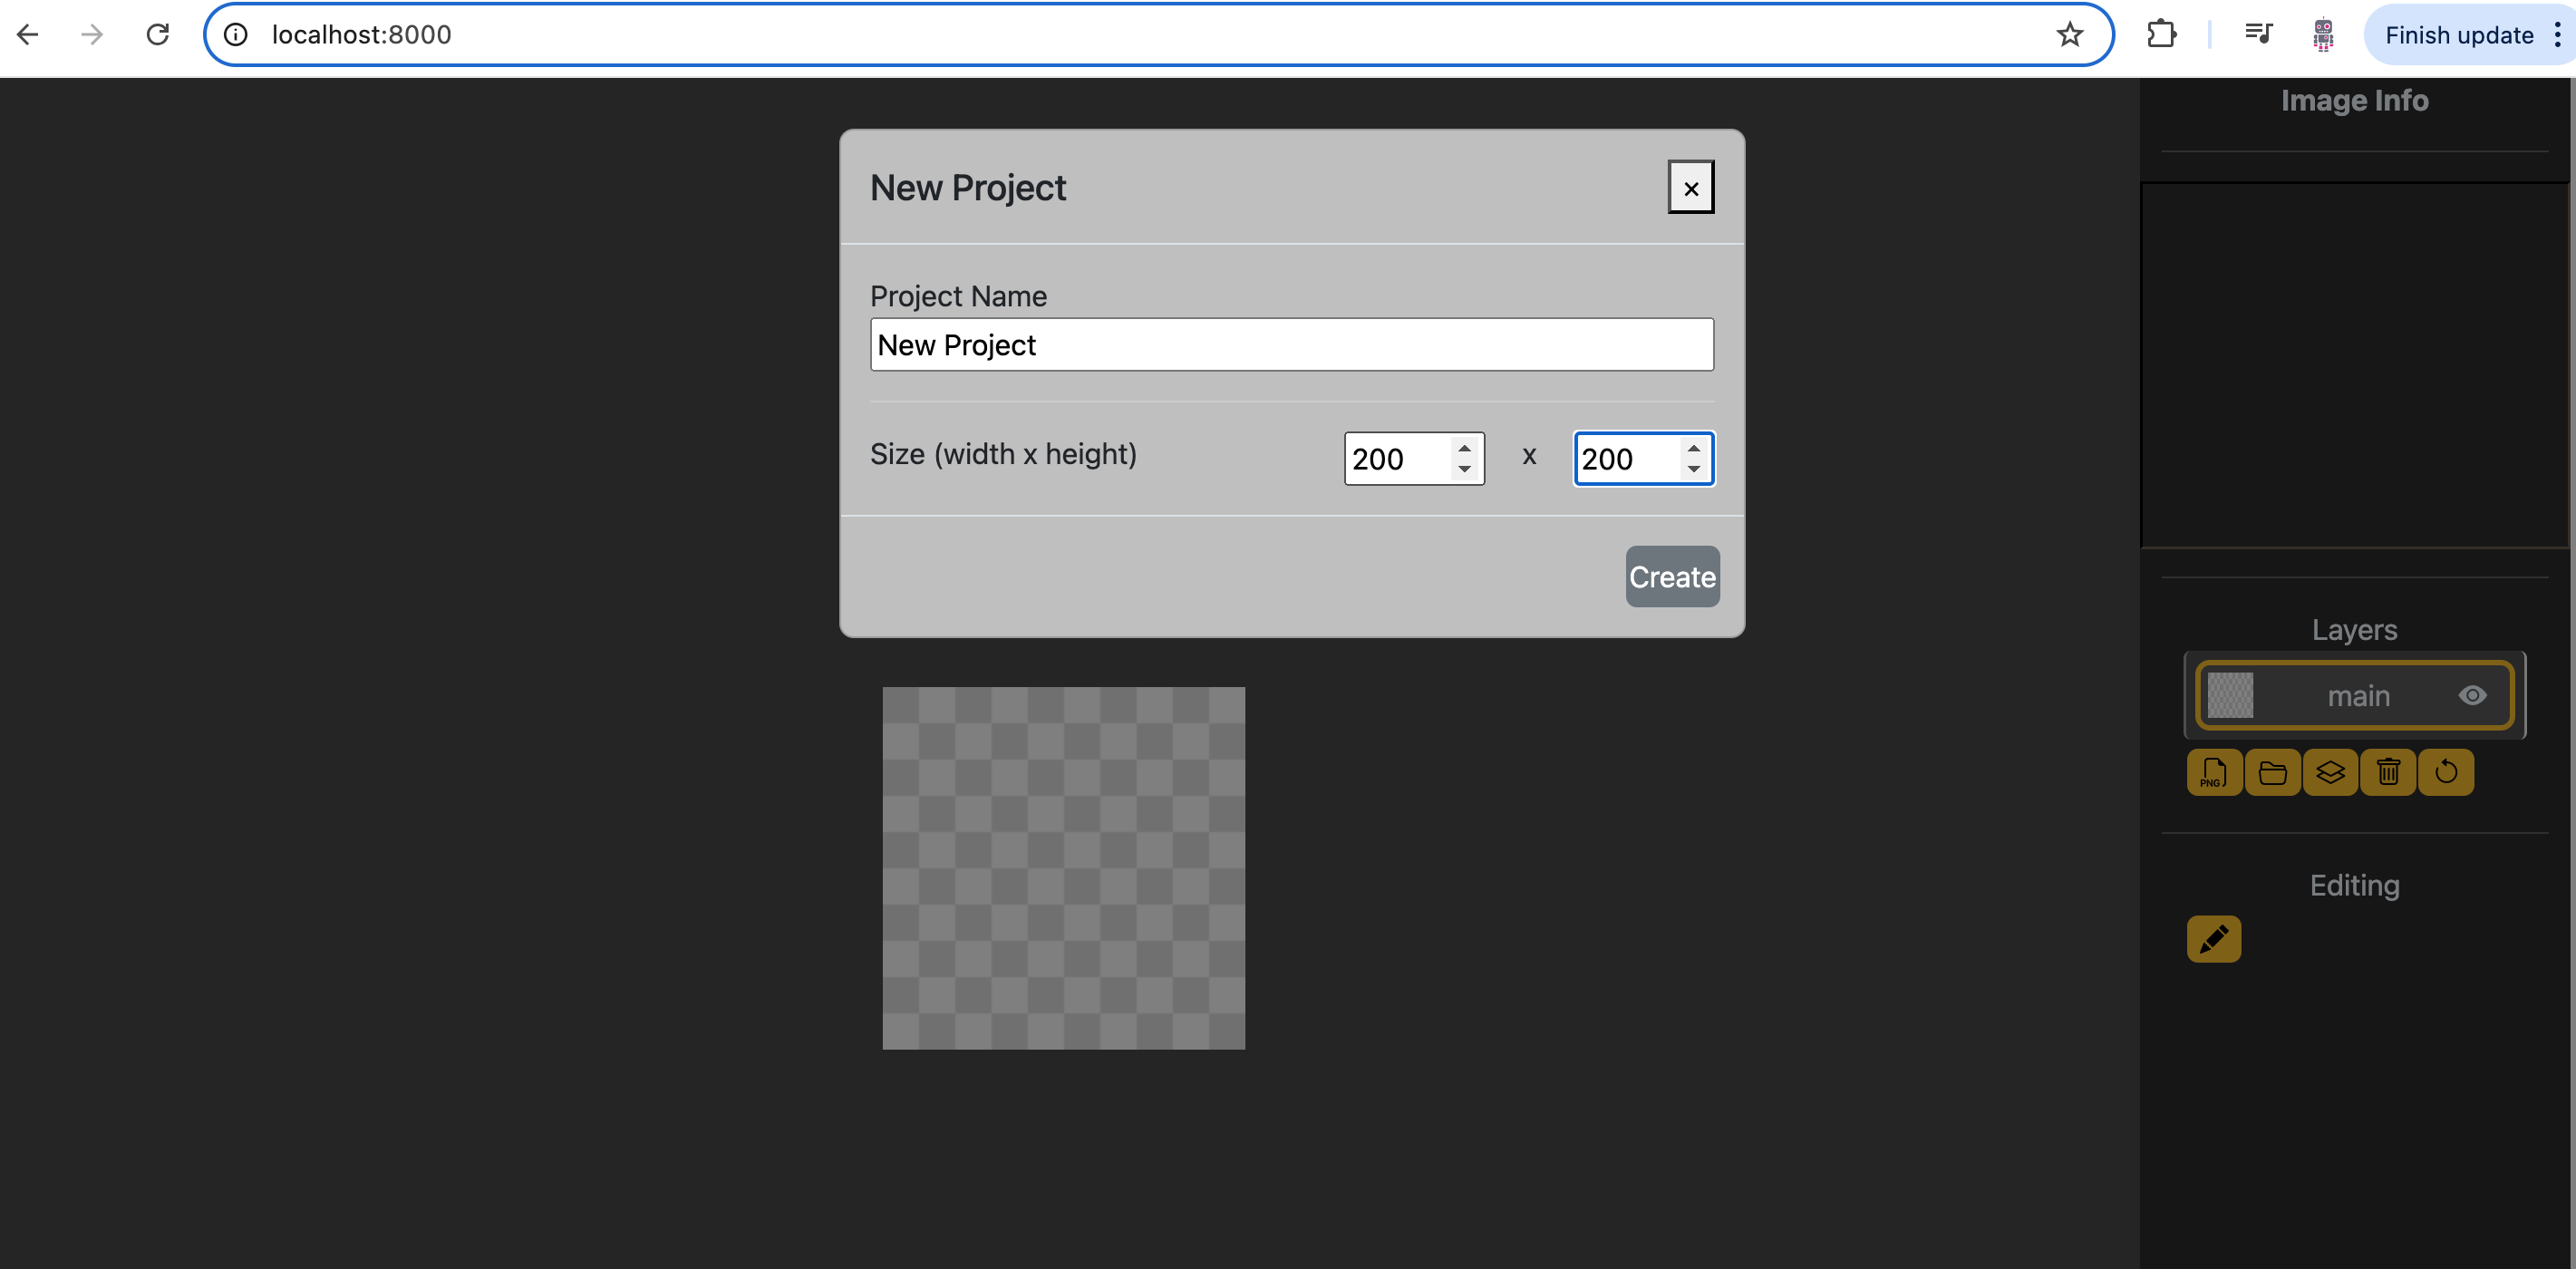 localhost:8000
Finish update
Image Info
New Project
×
Project Name
New Project
Size (width x height)
200 x 200
Create
Layers
main
PNG
Editing